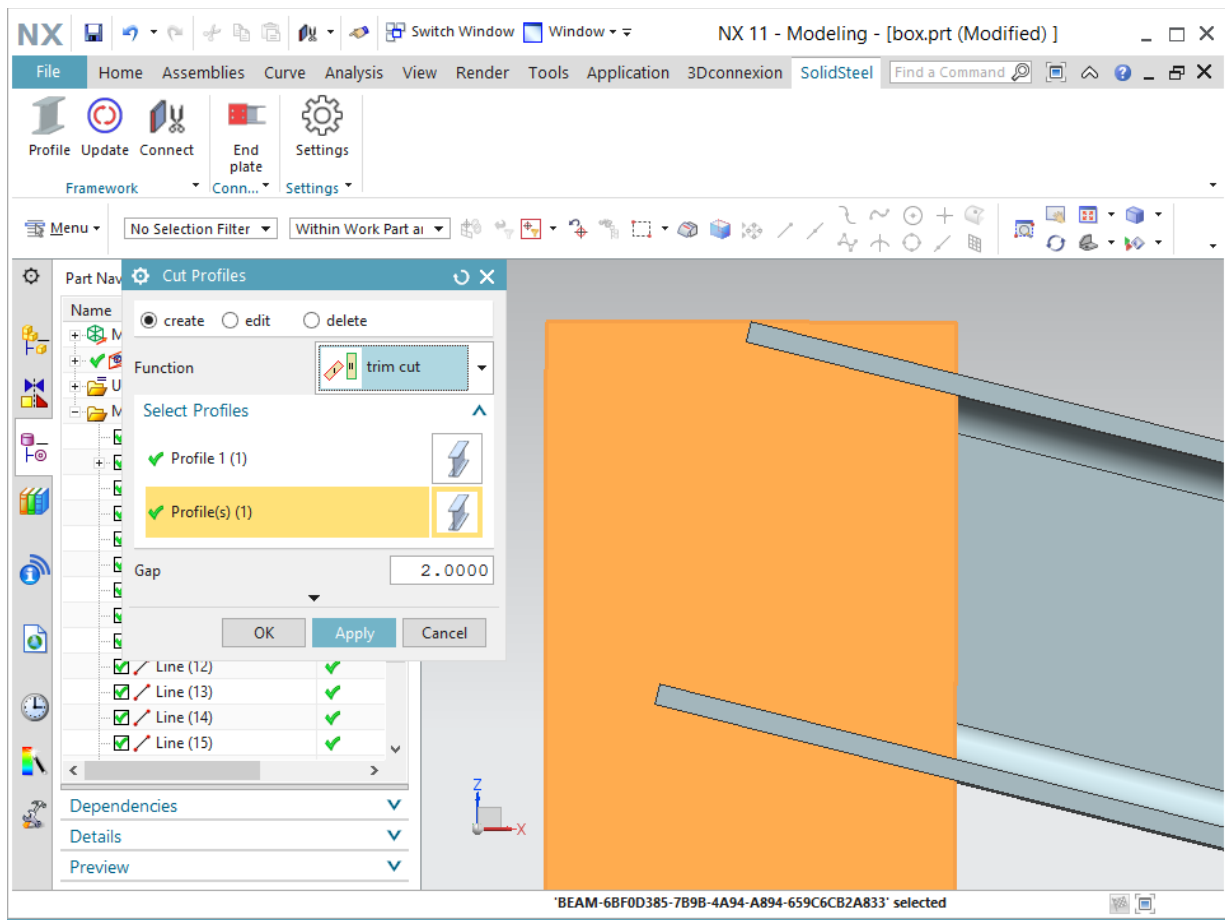 NX Switch Window Window NX 11 - Modeling - [box.prt (Modified) ]
File Home Assemblies Curve Analysis View Render Tools Application 3Dconnexion SolidSteel Find a Command
Profile Update Connect End plate Settings
Framework Conn... Settings
Menu No Selection Filter Within Work Part a
Part Nav Cut Profiles
Name
create edit delete
Function trim cut
Select Profiles
Profile 1 (1)
Profile(s) (1)
Gap 2.0000
OK Apply Cancel
Line (12)
Line (13)
Line (14)
Line (15)
Dependencies
Details
Preview
Z
X
'BEAM-6BF0D385-7B9B-4A94-A894-659C6CB2A833' selected